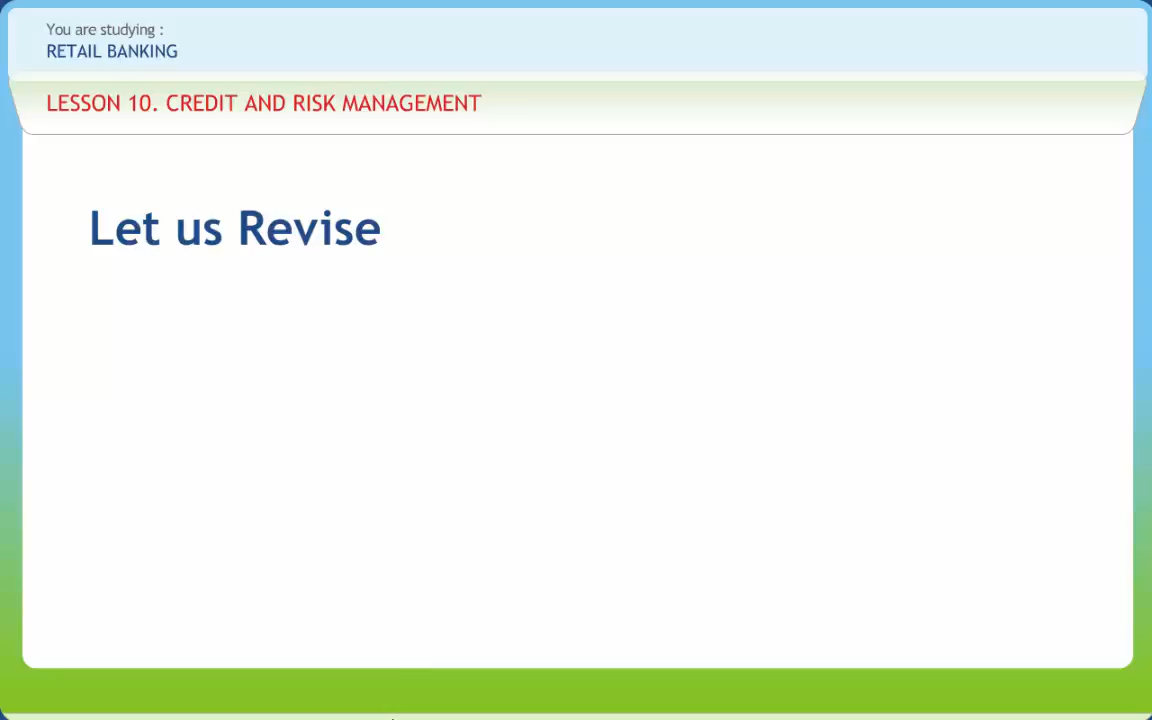 You are studying :
RETAIL BANKING
LESSON 10. CREDIT AND RISK MANAGEMENT
Let us Revise